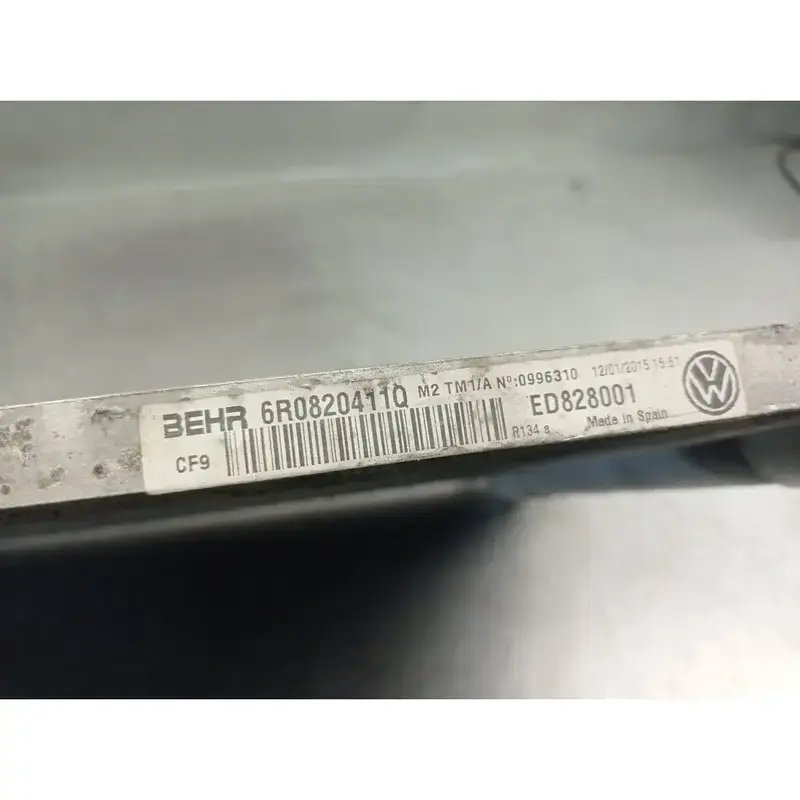 BEHR 6R0820411Q M2 TM1/A Nº:0996310 12/01/2015 15:51
CF9 R134 a ED828001
Made in Spain